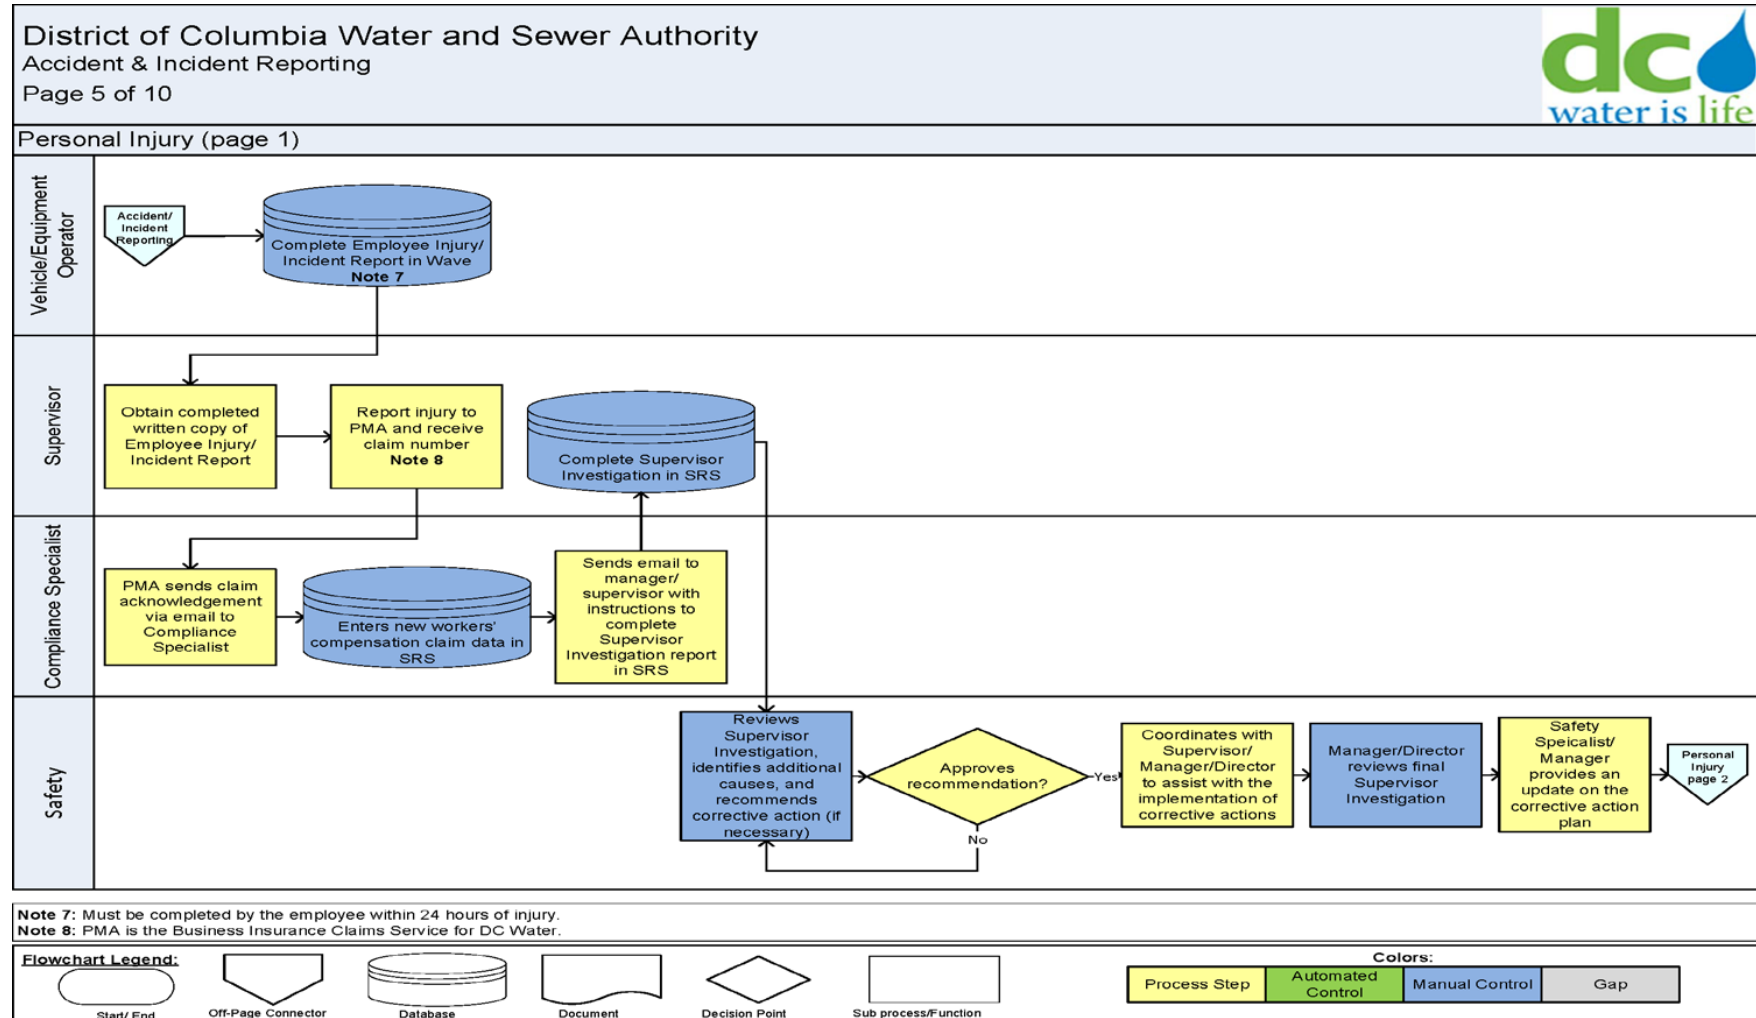 District of Columbia Water and Sewer Authority
Accident & Incident Reporting
Page 5 of 10
dc
water is life
Personal Injury (page 1)
Vehicle/Equipment
Operator
Accident/
Incident
Reporting
Complete Employee Injury/
Incident Report in Wave
Note 7
Supervisor
Obtain completed
written copy of
Employee Injury/
Incident Report
Report injury to
PMA and receive
claim number
Note 8
Complete Supervisor
Investigation in SRS
Compliance Specialist
PMA sends claim
acknowledgement
via email to
Compliance
Specialist
Enters new workers'
compensation claim data in
SRS
Sends email to
manager/
supervisor with
instructions to
complete
Supervisor
Investigation report
in SRS
Safety
Reviews
Supervisor
Investigation,
identifies additional
causes, and
recommends
corrective action (if
necessary)
Approves
recommendation?
Yes
No
Coordinates with
Supervisor/
Manager/Director
to assist with the
implementation of
corrective actions
Manager/Director
reviews final
Supervisor
Investigation
Safety
Speicalist/
Manager
provides an
update on the
corrective action
plan
Personal
Injury
page 2
Note 7: Must be completed by the employee within 24 hours of injury.
Note 8: PMA is the Business Insurance Claims Service for DC Water.
Flowchart Legend:
Start/ End
Off-Page Connector
Database
Document
Decision Point
Sub process/Function
Colors:
Process Step
Automated
Control
Manual Control
Gap